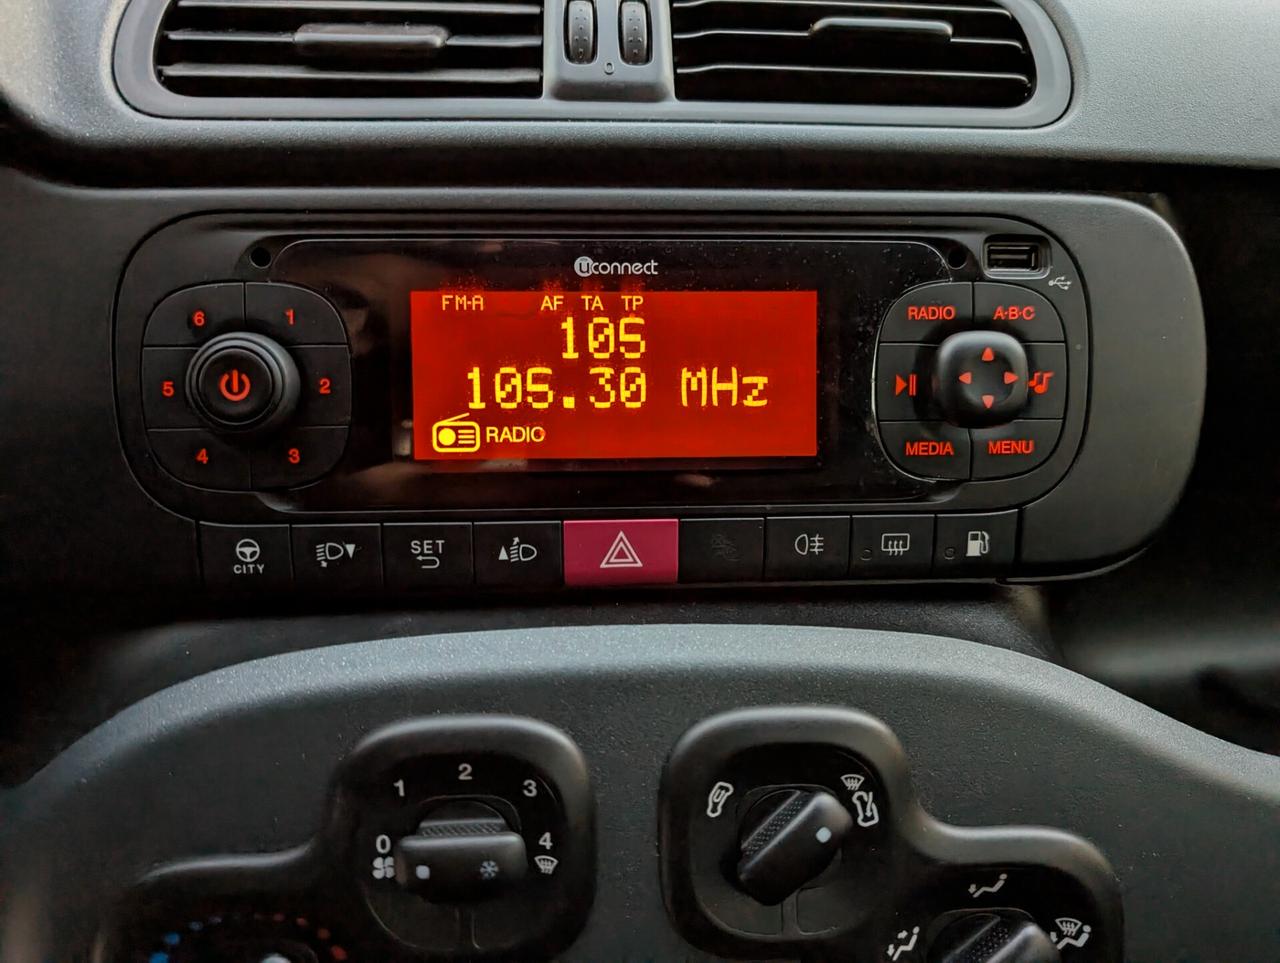 0
uconnect
FM-A AF TA TP
105
105.30 MHz
RADIO
6 1
5 2
4 3
RADIO A·B·C
MEDIA MENU
CITY
SET
0 1 2 3 4